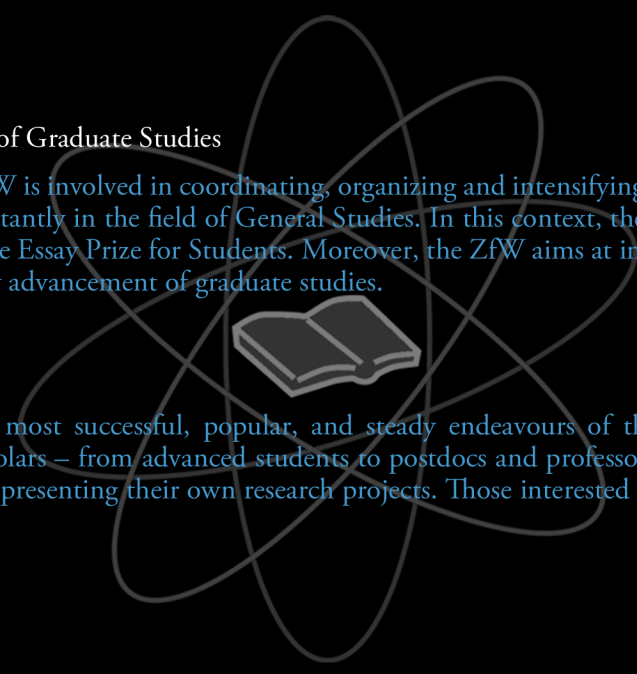 of Graduate Studies
W is involved in coordinating, organizing and intensifying
tantly in the field of General Studies. In this context, the
e Essay Prize for Students. Moreover, the ZfW aims at in
advancement of graduate studies.
most successful, popular, and steady endeavours of th
olars – from advanced students to postdocs and professo
presenting their own research projects. Those interested